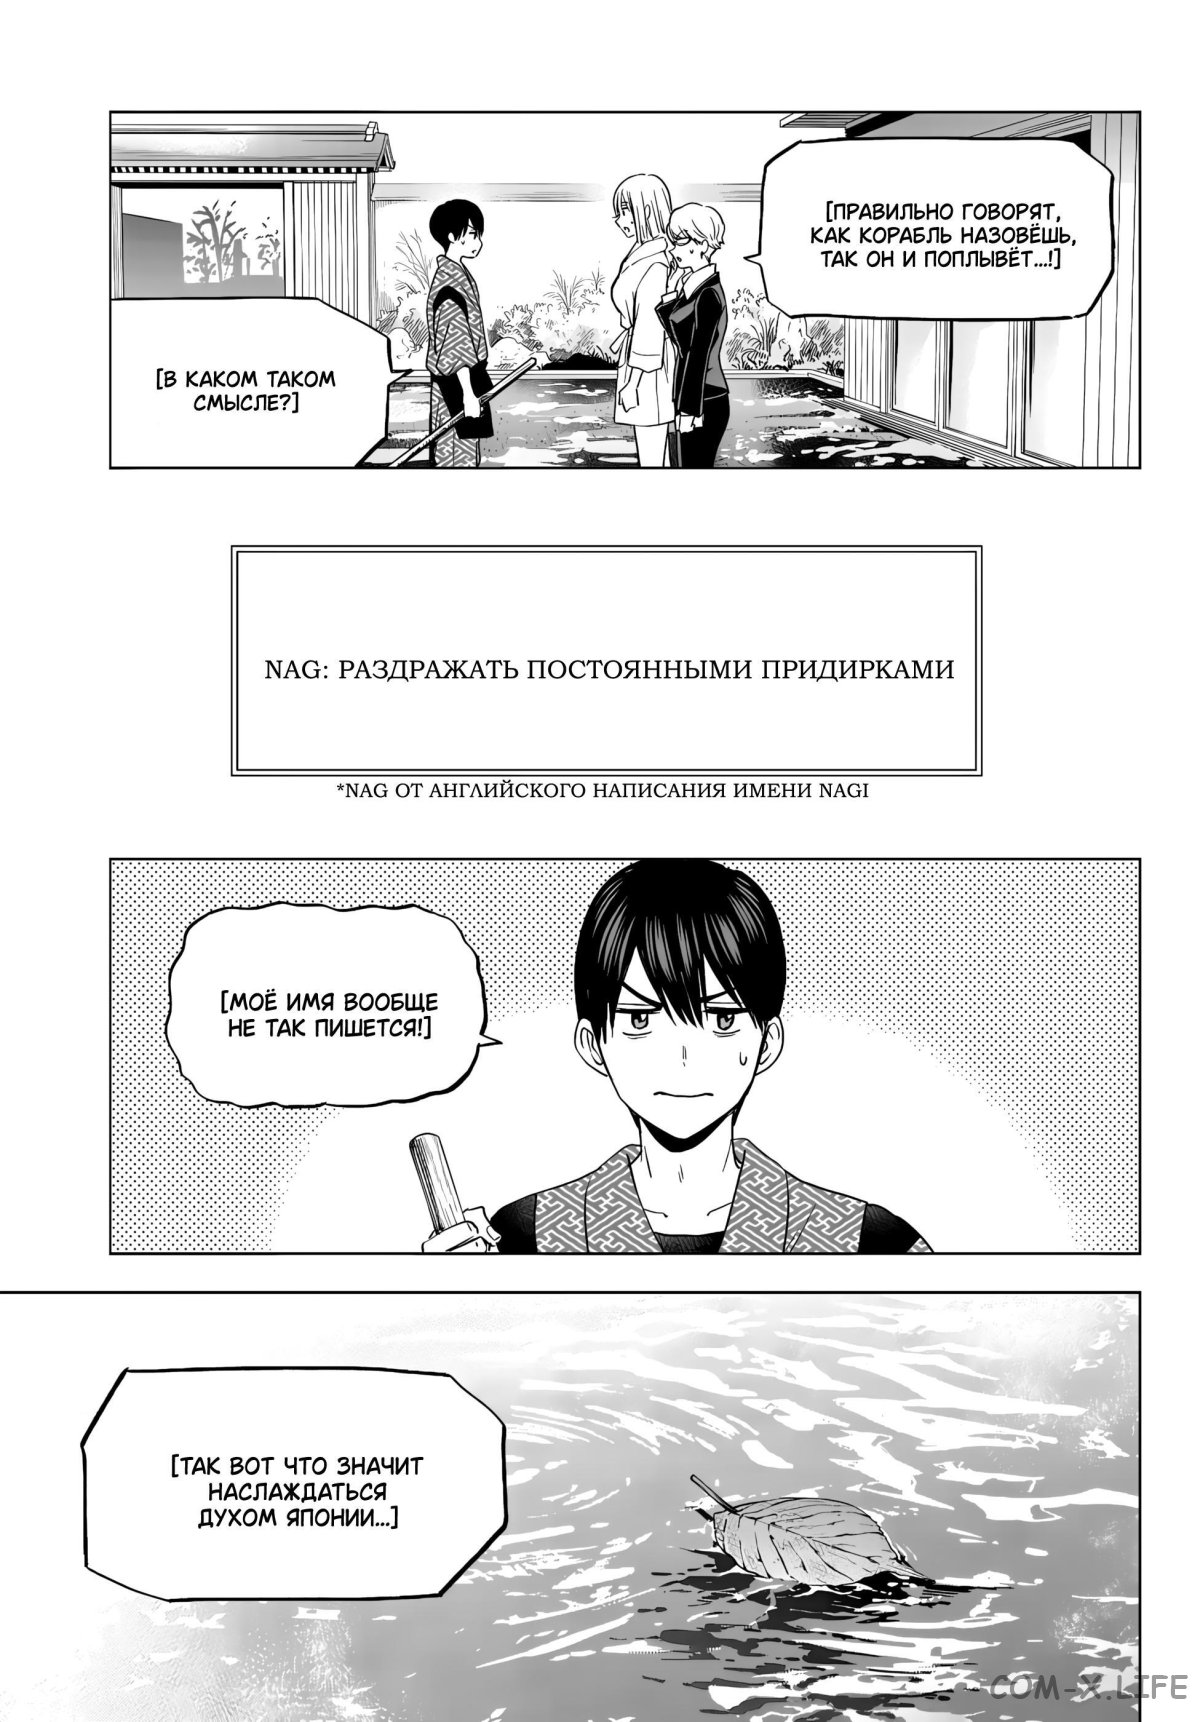 [ПРАВИЛЬНО ГОВОРЯТ,
КАК КОРАБЛЬ НАЗОВЁШЬ,
ТАК ОН И ПОПЛЫВЁТ...!]
[В КАКОМ ТАКОМ
СМЫСЛЕ?]
NAG: РАЗДРАЖАТЬ ПОСТОЯННЫМИ ПРИДИРКАМИ
*NAG ОТ АНГЛИЙСКОГО НАПИСАНИЯ ИМЕНИ NAGI
[МОЁ ИМЯ ВООБЩЕ
НЕ ТАК ПИШЕТСЯ!]
[ТАК ВОТ ЧТО ЗНАЧИТ
НАСЛАЖДАТЬСЯ
ДУХОМ ЯПОНИИ...]
COM-X.LIFE